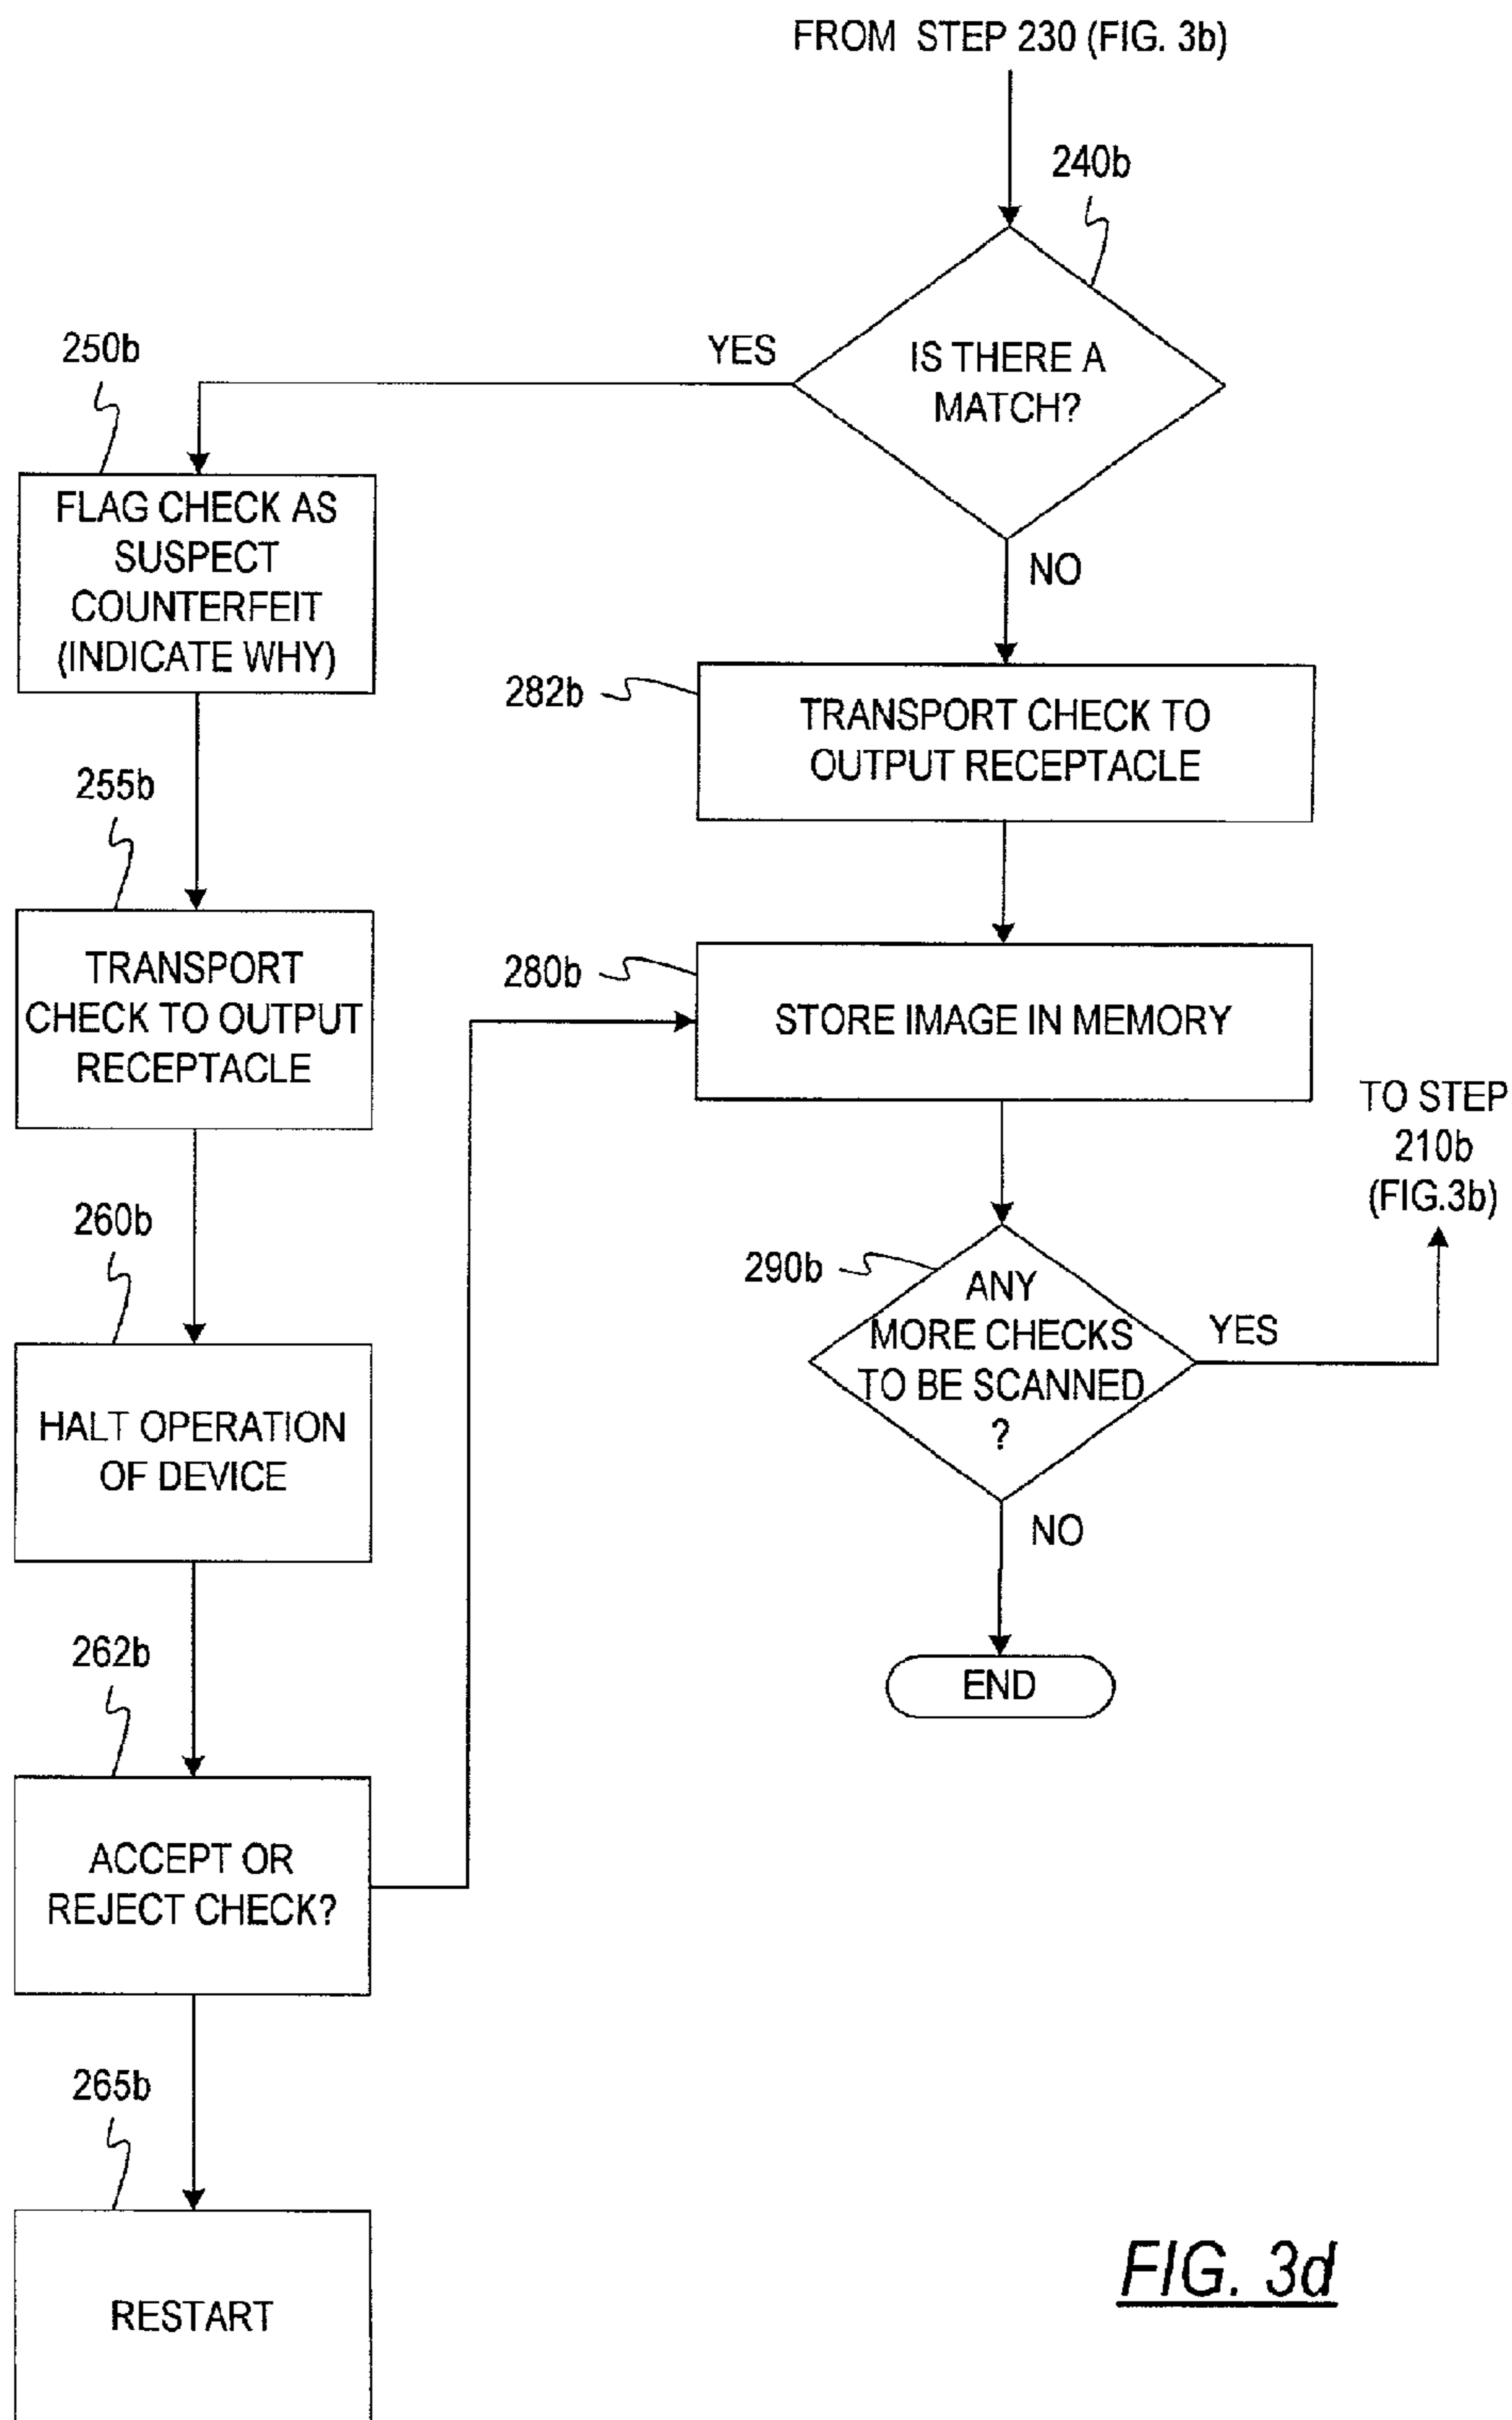 FROM STEP 230 (FIG. 3b)
240b
IS THERE A
MATCH?
YES
NO
250b
FLAG CHECK AS
SUSPECT
COUNTERFEIT
(INDICATE WHY)
282b
TRANSPORT CHECK TO
OUTPUT RECEPTACLE
255b
TRANSPORT
CHECK TO OUTPUT
RECEPTACLE
280b
STORE IMAGE IN MEMORY
TO STEP
210b
(FIG.3b)
260b
HALT OPERATION
OF DEVICE
290b
ANY
MORE CHECKS
TO BE SCANNED
?
YES
NO
END
262b
ACCEPT OR
REJECT CHECK?
265b
RESTART
FIG. 3d